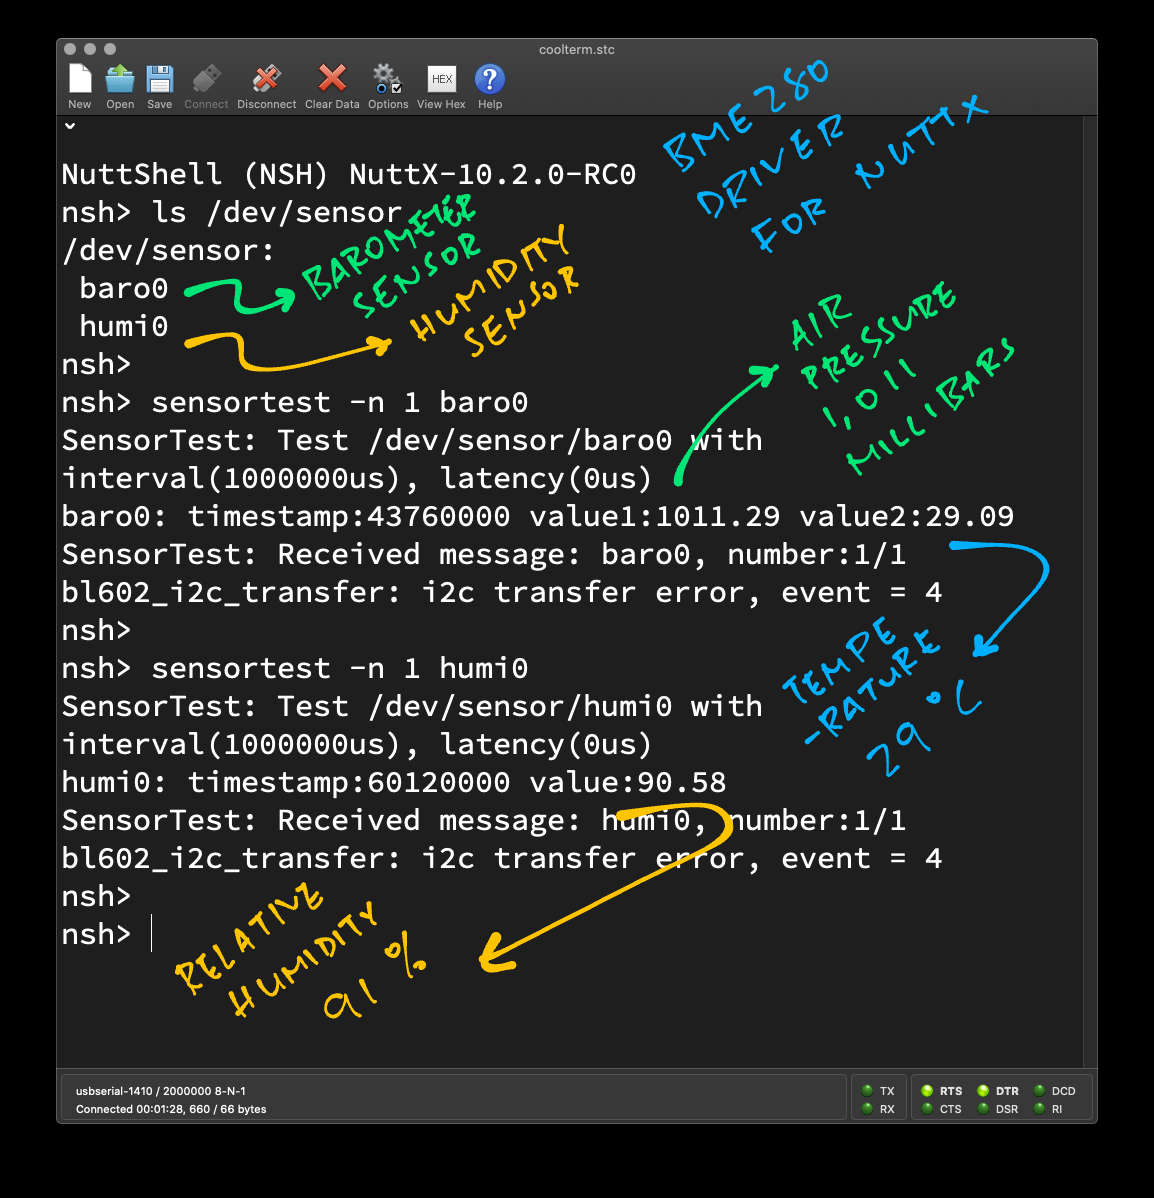 coolterm.stc
New Open Save Connect Disconnect Clear Data Options View Hex Help
HEX
?
BME280
DRIVER
FOR NUTTX
NuttShell (NSH) NuttX-10.2.0-RC0
nsh> ls /dev/sensor
/dev/sensor:
baro0
BAROMETER
SENSOR
humi0
HUMIDITY
SENSOR
nsh>
AIR
PRESSURE
1,011
MILLIBARS
nsh> sensortest -n 1 baro0
SensorTest: Test /dev/sensor/baro0 with
interval(1000000us), latency(0us)
baro0: timestamp:43760000 value1:1011.29 value2:29.09
SensorTest: Received message: baro0, number:1/1
bl602_i2c_transfer: i2c transfer error, event = 4
nsh>
TEMPE
-RATURE
29°C
nsh> sensortest -n 1 humi0
SensorTest: Test /dev/sensor/humi0 with
interval(1000000us), latency(0us)
humi0: timestamp:60120000 value:90.58
SensorTest: Received message: humi0, number:1/1
bl602_i2c_transfer: i2c transfer error, event = 4
nsh>
nsh>
RELATIVE
HUMIDITY
91%
usbserial-1410 / 2000000 8-N-1
Connected 00:01:28, 660 / 66 bytes
TX RTS DTR DCD
RX CTS DSR RI